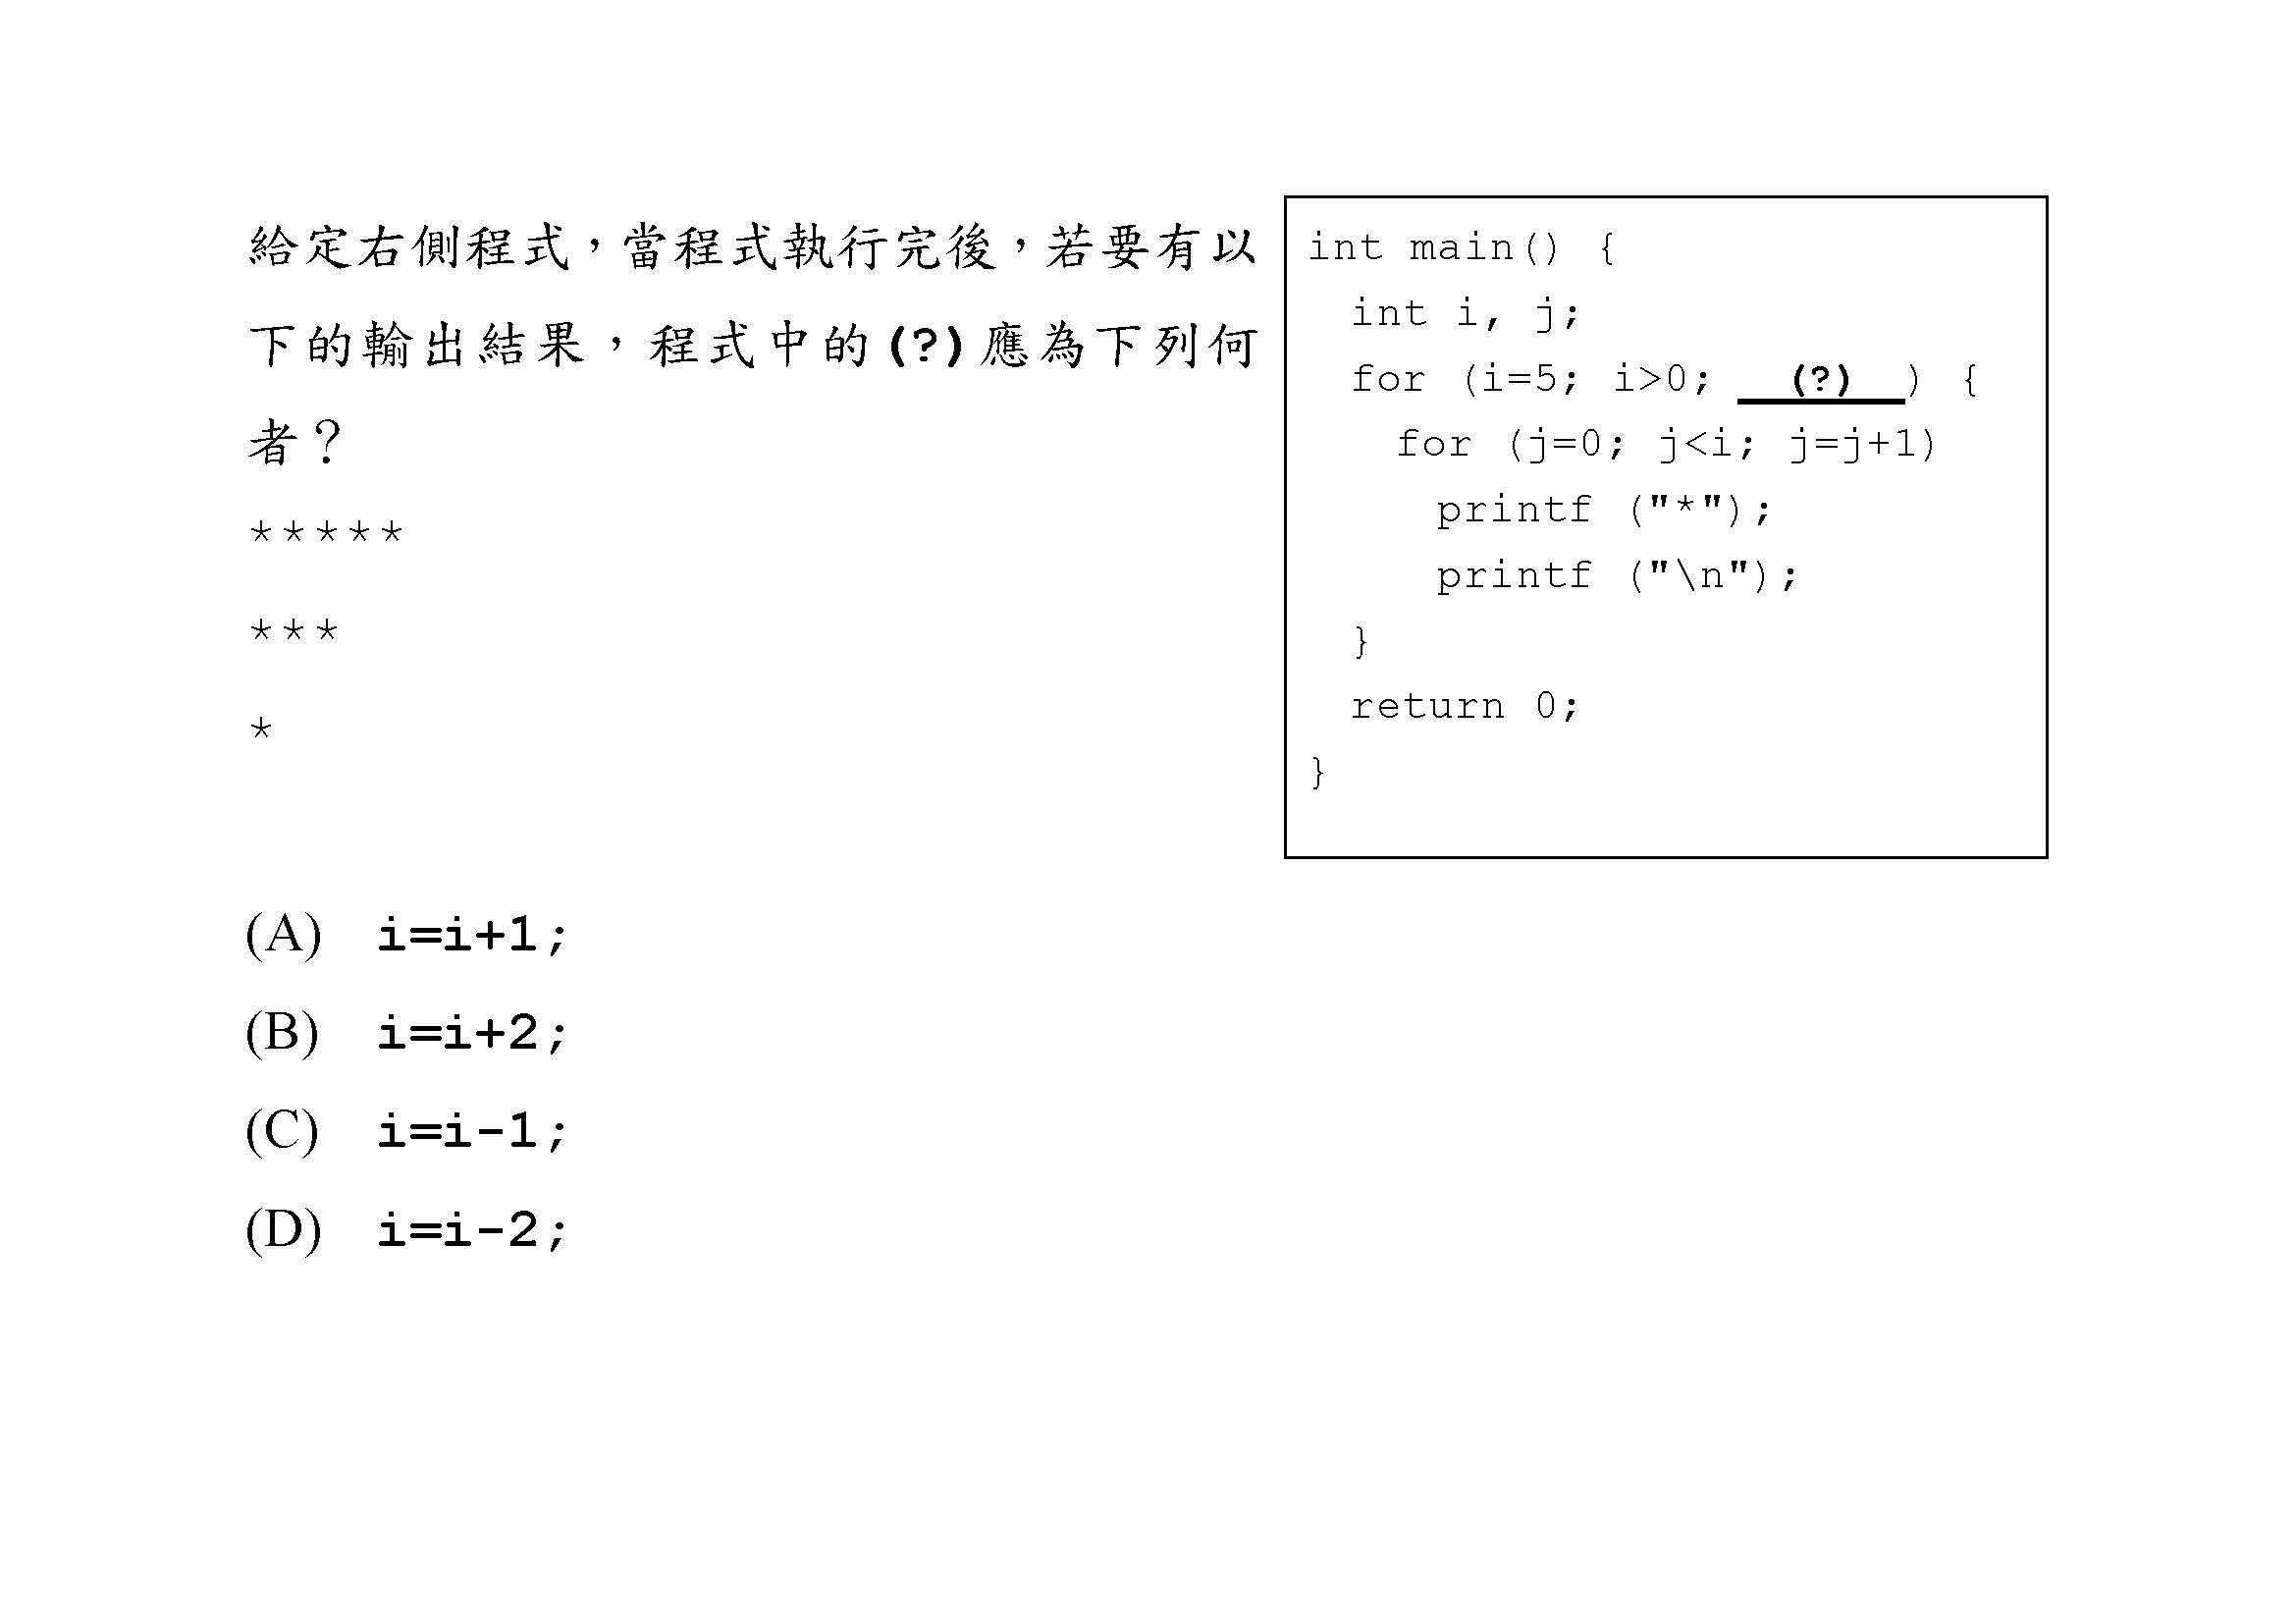 給定右側程式，當程式執行完後，若要有以
下的輸出結果，程式中的(?)應為下列何
者？
*****
***
*
int main() {
int i, j;
for (i=5; i>0; (?)) {
for (j=0; j<i; j=j+1)
printf ("*");
printf ("\n");
}
return 0;
}
(A) i=i+1;
(B) i=i+2;
(C) i=i-1;
(D) i=i-2;